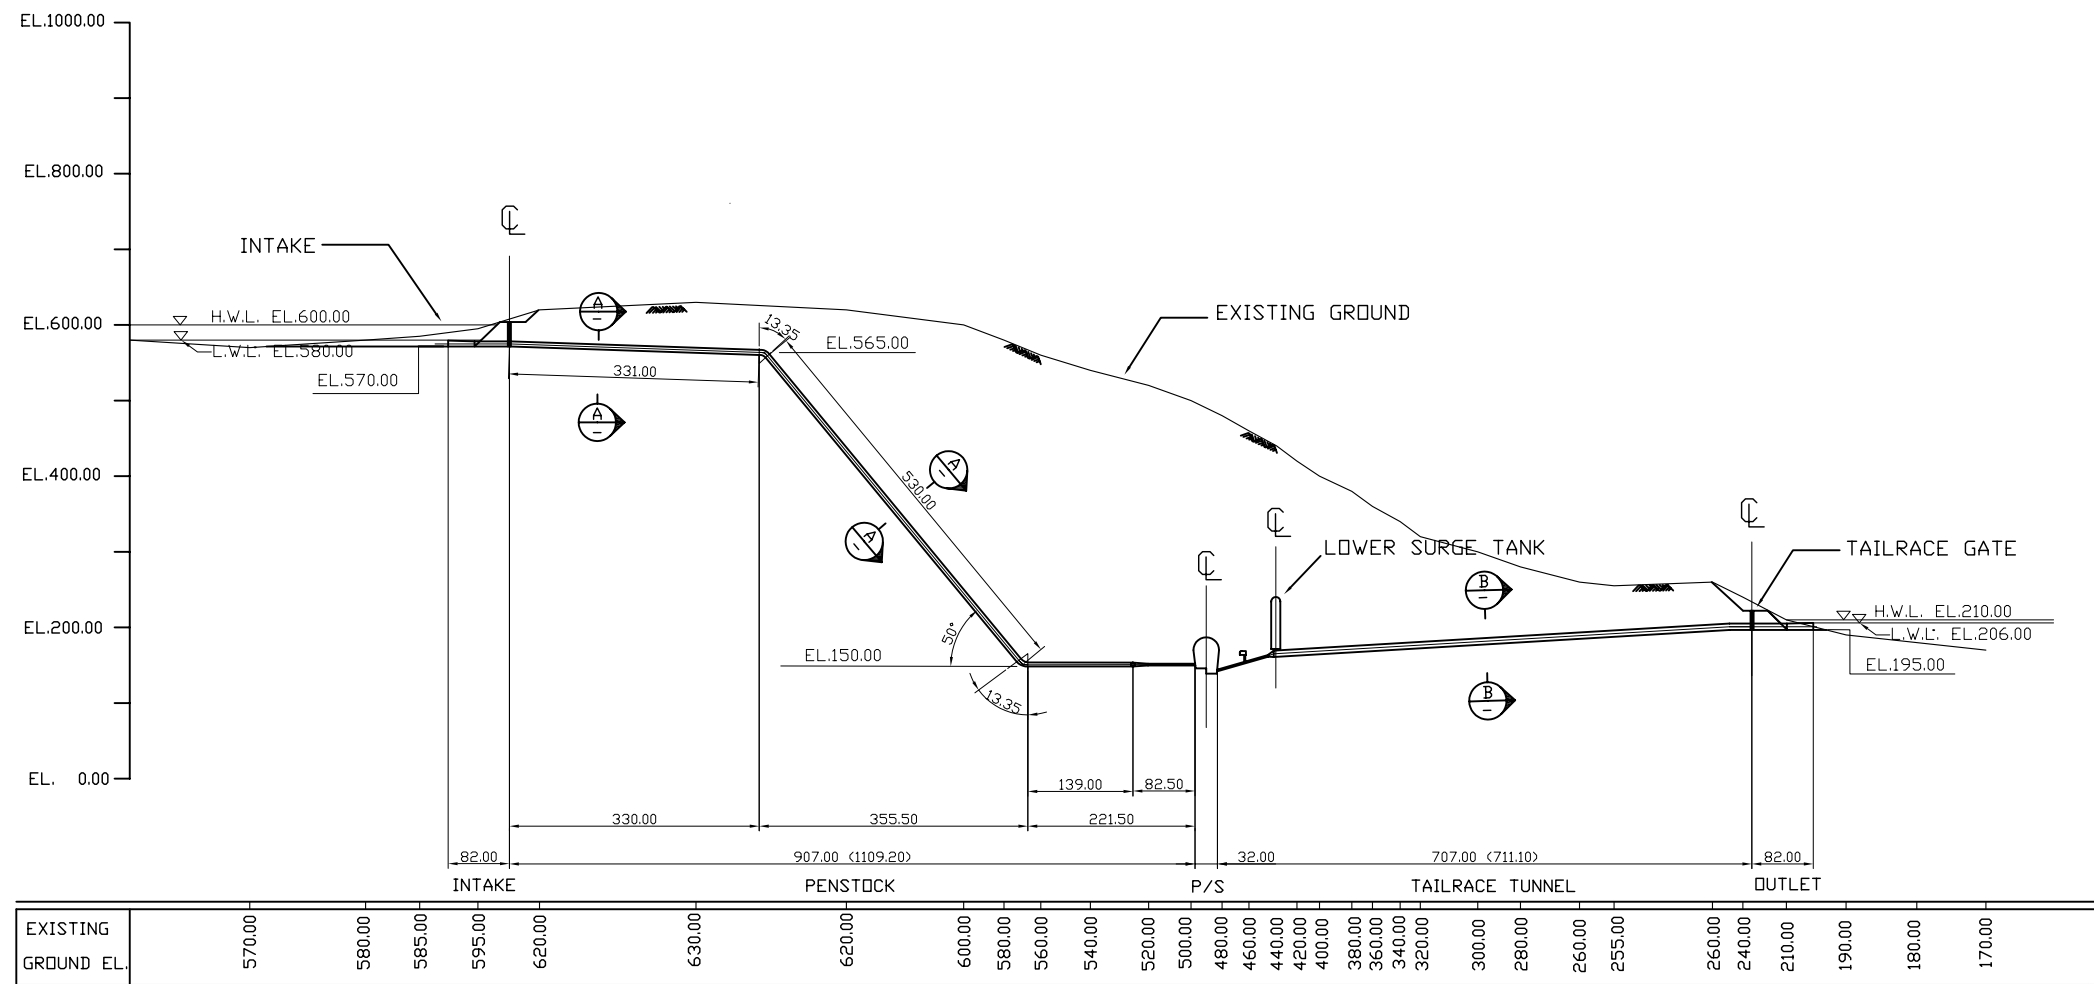 EL.1000.00
EL.800.00
EL.600.00
EL.400.00
EL.200.00
EL. 0.00
INTAKE
℄
H.W.L. EL.600.00
L.W.L. EL.580.00
EL.570.00
A
–
A
–
331.00
13.35
EL.565.00
EXISTING GROUND
530.00
A
–
A
–
50°
EL.150.00
13.35
℄
℄
LOWER SURGE TANK
B
–
B
–
℄
TAILRACE GATE
H.W.L. EL.210.00
L.W.L. EL.206.00
EL.195.00
139.00 82.50
330.00 355.50 221.50
82.00 907.00 (1109.20) 32.00 707.00 (711.10) 82.00
INTAKE PENSTOCK P/S TAILRACE TUNNEL OUTLET
EXISTING
GROUND EL.
570.00
580.00
585.00
595.00
620.00
630.00
620.00
600.00
580.00
560.00
540.00
520.00
500.00
480.00
460.00
440.00
420.00
400.00
380.00
360.00
340.00
320.00
300.00
280.00
260.00
255.00
260.00
240.00
210.00
190.00
180.00
170.00